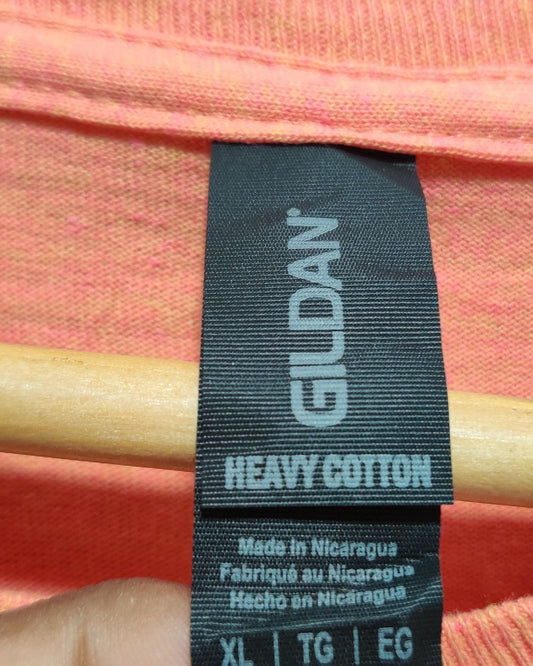 GILDAN®
HEAVY COTTON
Made in Nicaragua
Fabriqué au Nicaragua
Hecho en Nicaragua
XL | TG | EG